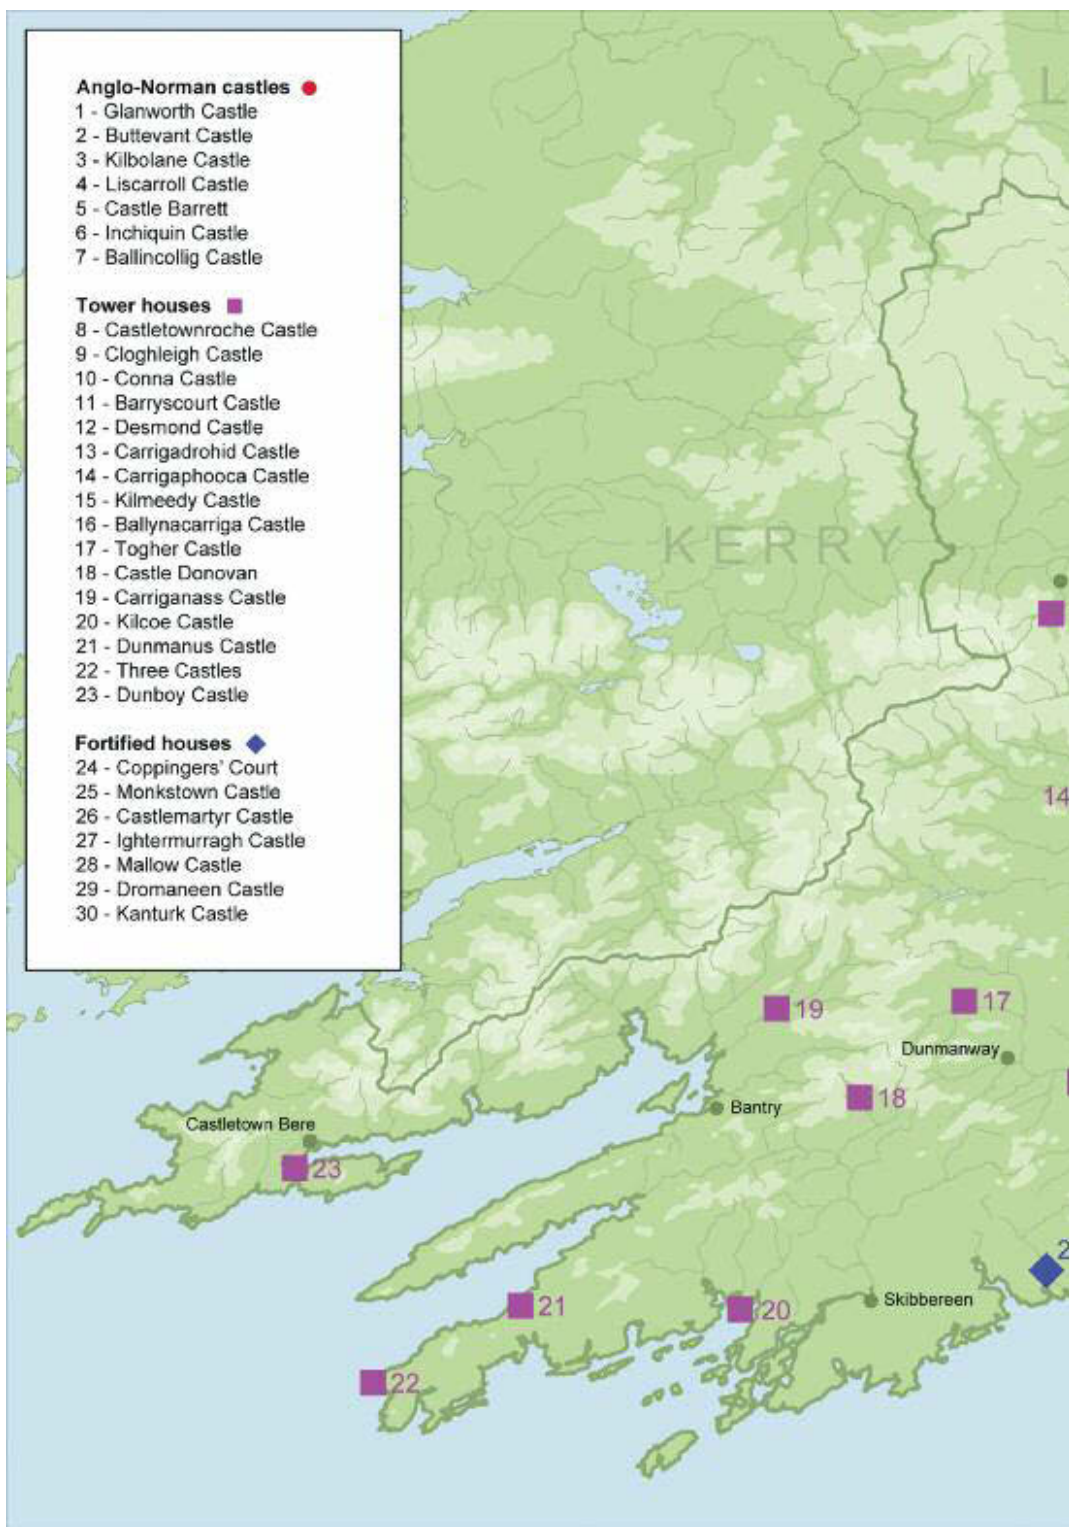 Anglo-Norman castles
1 - Glanworth Castle
2 - Buttevant Castle
3 - Kilbolane Castle
4 - Liscarroll Castle
5 - Castle Barrett
6 - Inchiquin Castle
7 - Ballincollig Castle
Tower houses
8 - Castletownroche Castle
9 - Cloghleigh Castle
10 - Conna Castle
11 - Barryscourt Castle
12 - Desmond Castle
13 - Carrigadrohid Castle
14 - Carrigaphooca Castle
15 - Kilmeedy Castle
16 - Ballynacarriga Castle
17 - Togher Castle
18 - Castle Donovan
19 - Carriganass Castle
20 - Kilcoe Castle
21 - Dunmanus Castle
22 - Three Castles
23 - Dunboy Castle
Fortified houses
24 - Coppingers' Court
25 - Monkstown Castle
26 - Castlemartyr Castle
27 - Ightermurragh Castle
28 - Mallow Castle
29 - Dromaneen Castle
30 - Kanturk Castle
L
KERRY
14
19
17
Dunmanway
18
Bantry
Castletown Bere
23
2
21
20
Skibbereen
22